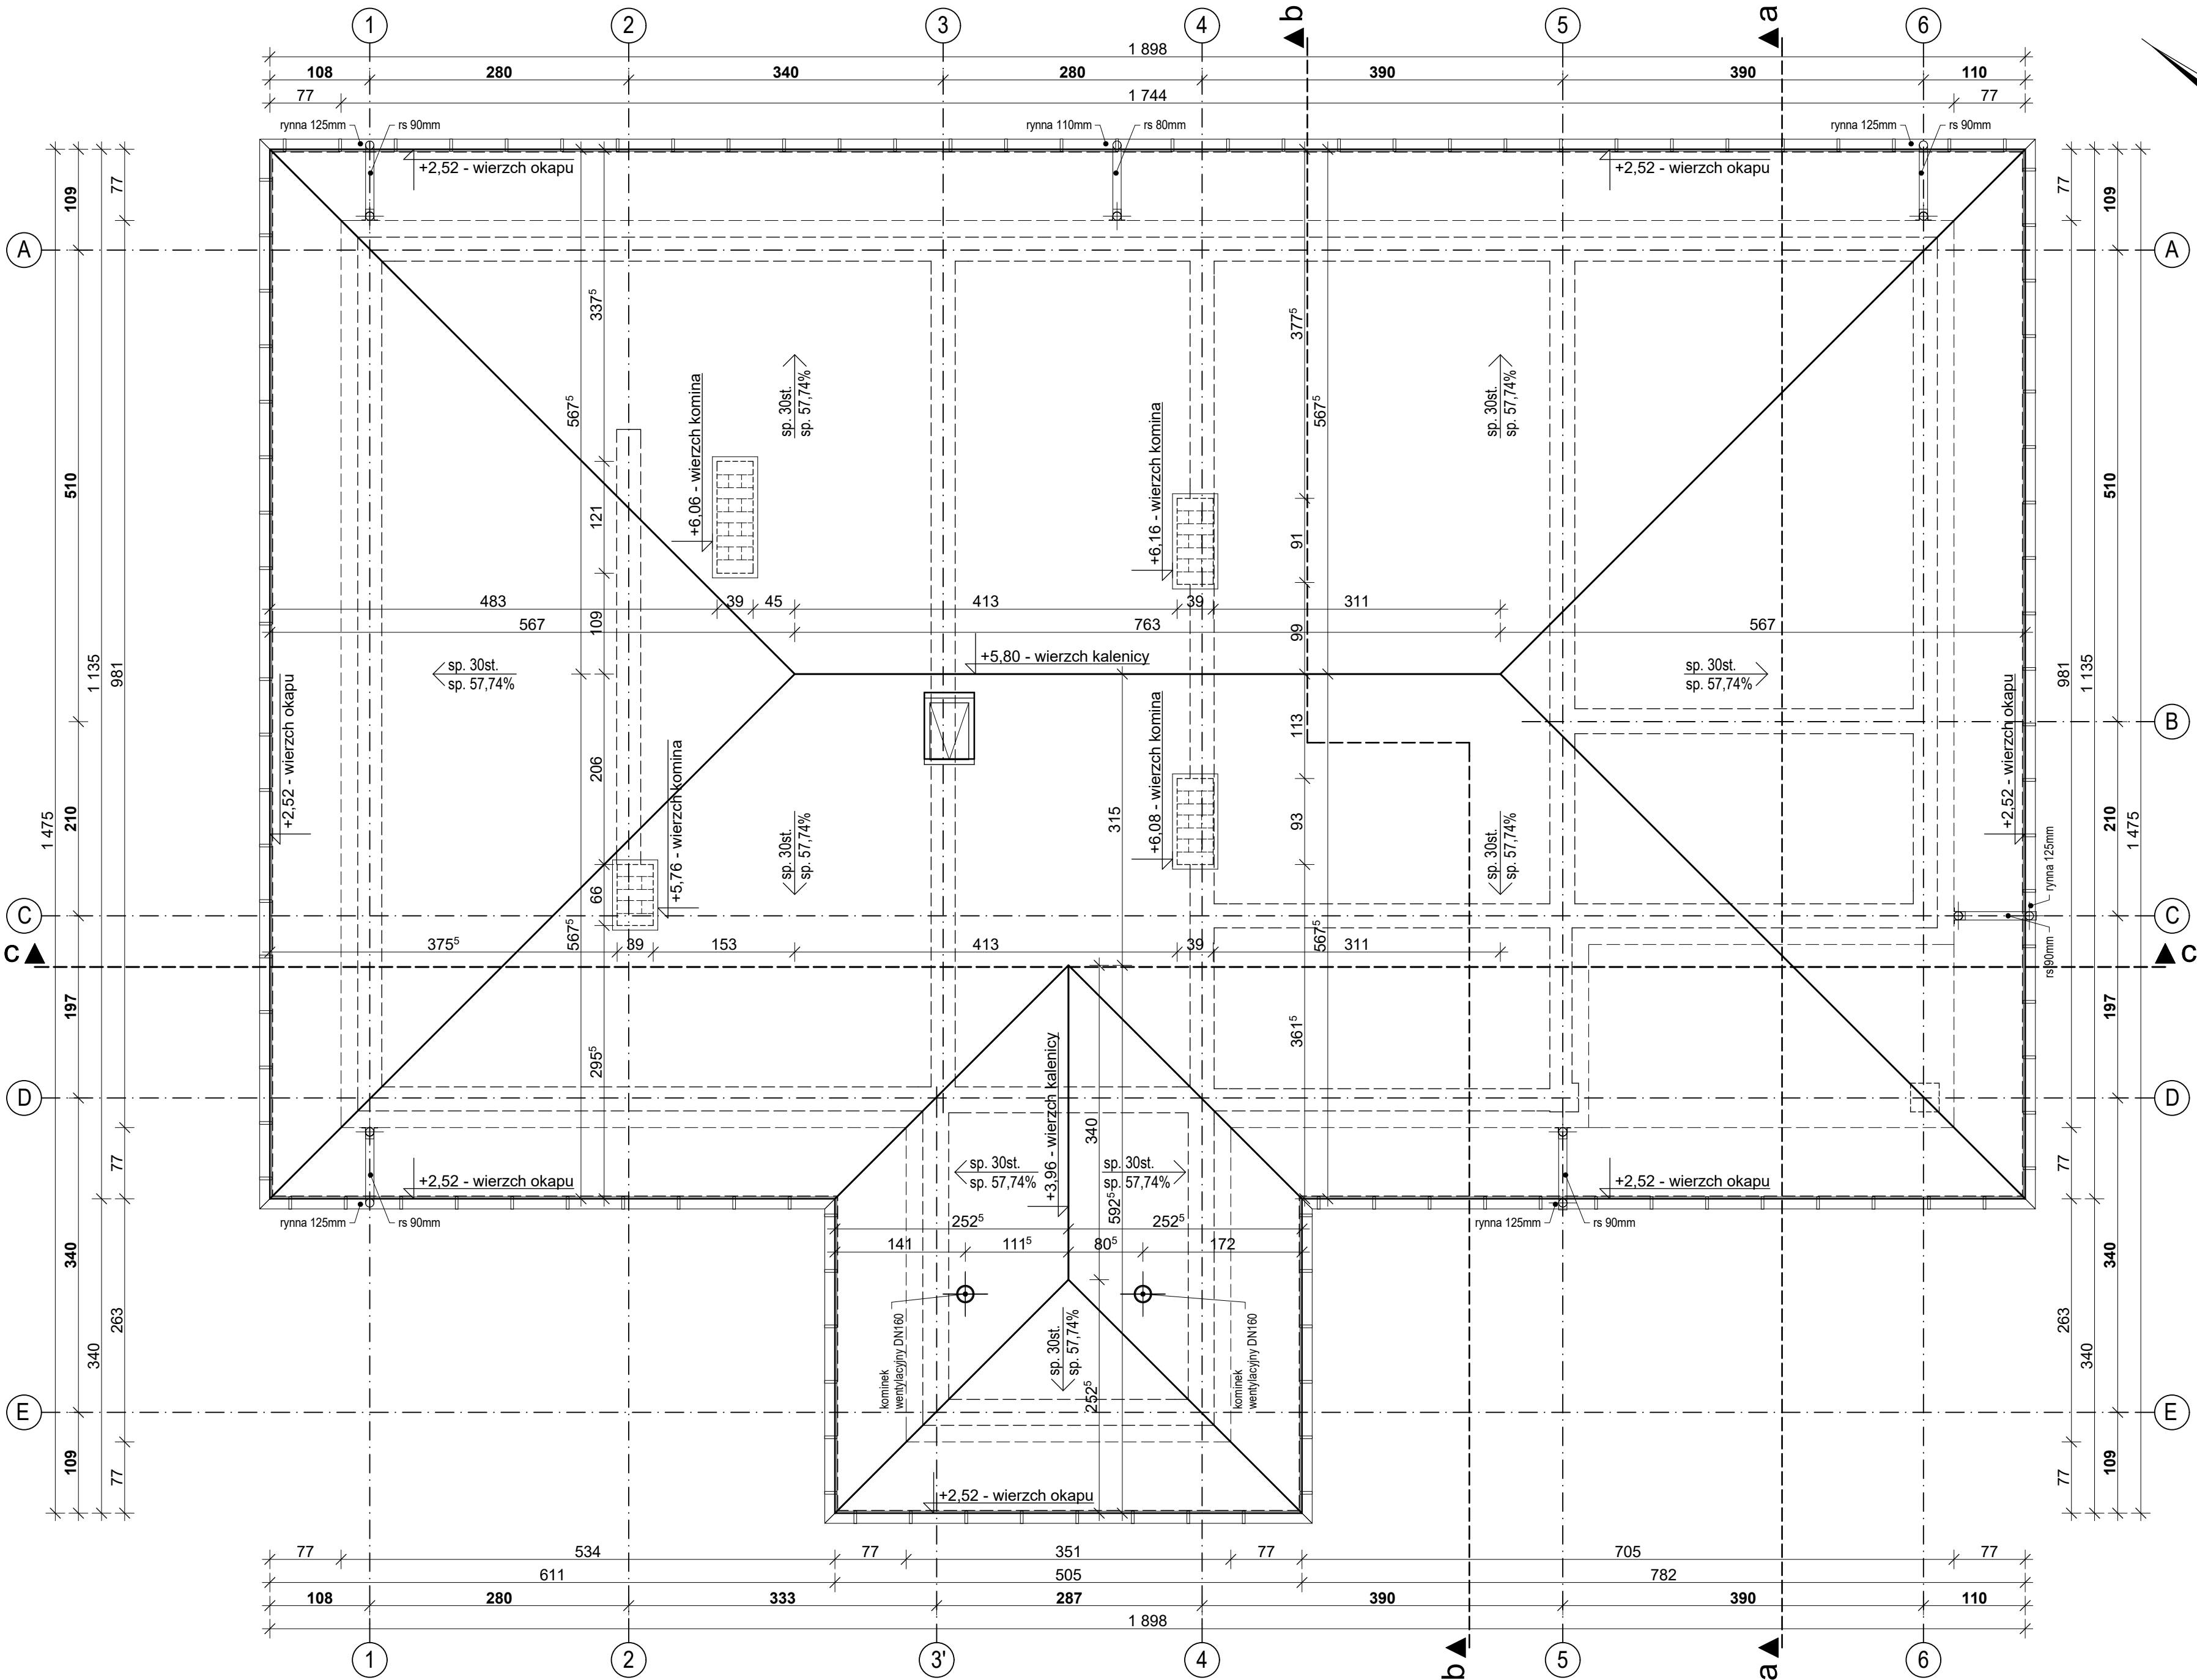 1 2 3 4 b 5 a 6
1 898
108 280 340 280 390 390 110
77 1 744 77
rynna 125mm rs 90mm rynna 110mm rs 80mm rynna 125mm rs 90mm
+2,52 - wierzch okapu +2,52 - wierzch okapu
77 109 77 109
A A
337⁵ 377⁵
567⁵ 567⁵
sp. 30st. sp. 30st.
sp. 57,74% sp. 57,74%
+6,06 - wierzch komina +6,16 - wierzch komina
510 121 91 510
483 39 45 413 39 311
109 99
567 763 567
+5,80 - wierzch kalenicy
sp. 30st. sp. 30st.
sp. 57,74% sp. 57,74%
1 135 981 981 1 135
+2,52 - wierzch okapu +2,52 - wierzch okapu
B
113
206
+5,76 - wierzch komina +6,08 - wierzch komina
1 475 210 315 93 210 1 475
sp. 30st. sp. 30st.
sp. 57,74% sp. 57,74%
rynna 125mm
66
C C
rs 90mm
567⁵ 567⁵
375⁵ 39 153 413 39 311
c c
197 197
295⁵ 361⁵
+3,96 - wierzch kalenicy
D D
340
77 77
sp. 30st. sp. 30st.
sp. 57,74% sp. 57,74%
+2,52 - wierzch okapu +2,52 - wierzch okapu
592⁵
rynna 125mm rs 90mm rynna 125mm rs 90mm
252⁵ 252⁵
141 111⁵ 80⁵ 172
340 340
263 263
340 340
kominek
wentylacyjny DN160
kominek
wentylacyjny DN160
sp. 30st.
sp. 57,74%
252⁵
E E
109 77 77 109
+2,52 - wierzch okapu
77 534 77 351 77 705 77
611 505 782
108 280 333 287 390 390 110
1 898
1 2 3' 4 b 5 a 6